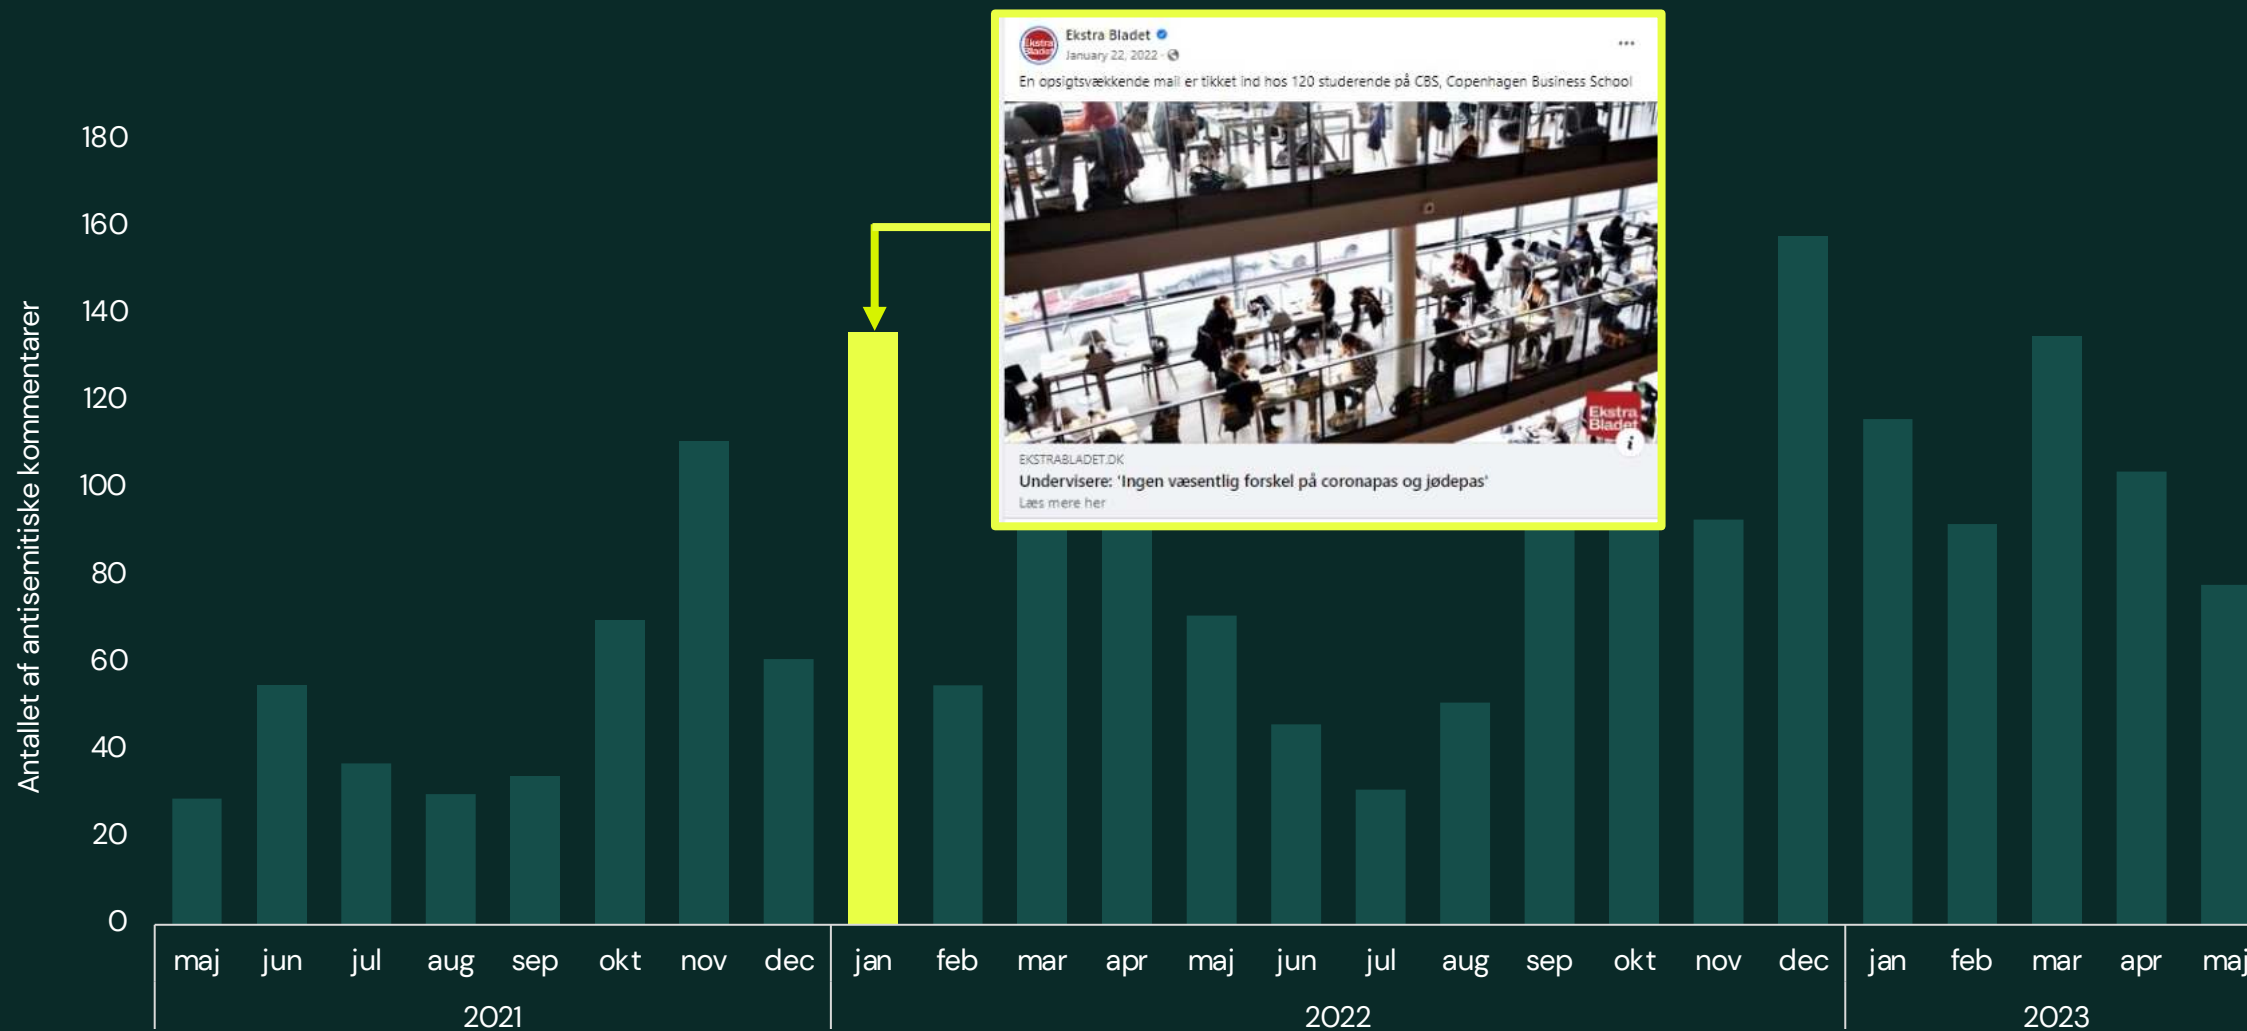 Ekstra Bladet
Ekstra Bladet
January 22, 2022 ·
En opsigtsvækkende mail er tikket ind hos 120 studerende på CBS, Copenhagen Business School
Ekstra
Bladet
i
EKSTRABLADET.DK
Undervisere: 'Ingen væsentlig forskel på coronapas og jødepas'
Læs mere her
Antallet af antisemitiske kommentarer
180
160
140
120
100
80
60
40
20
0
maj jun jul aug sep okt nov dec jan feb mar apr maj jun jul aug sep okt nov dec jan feb mar apr maj
2021 2022 2023